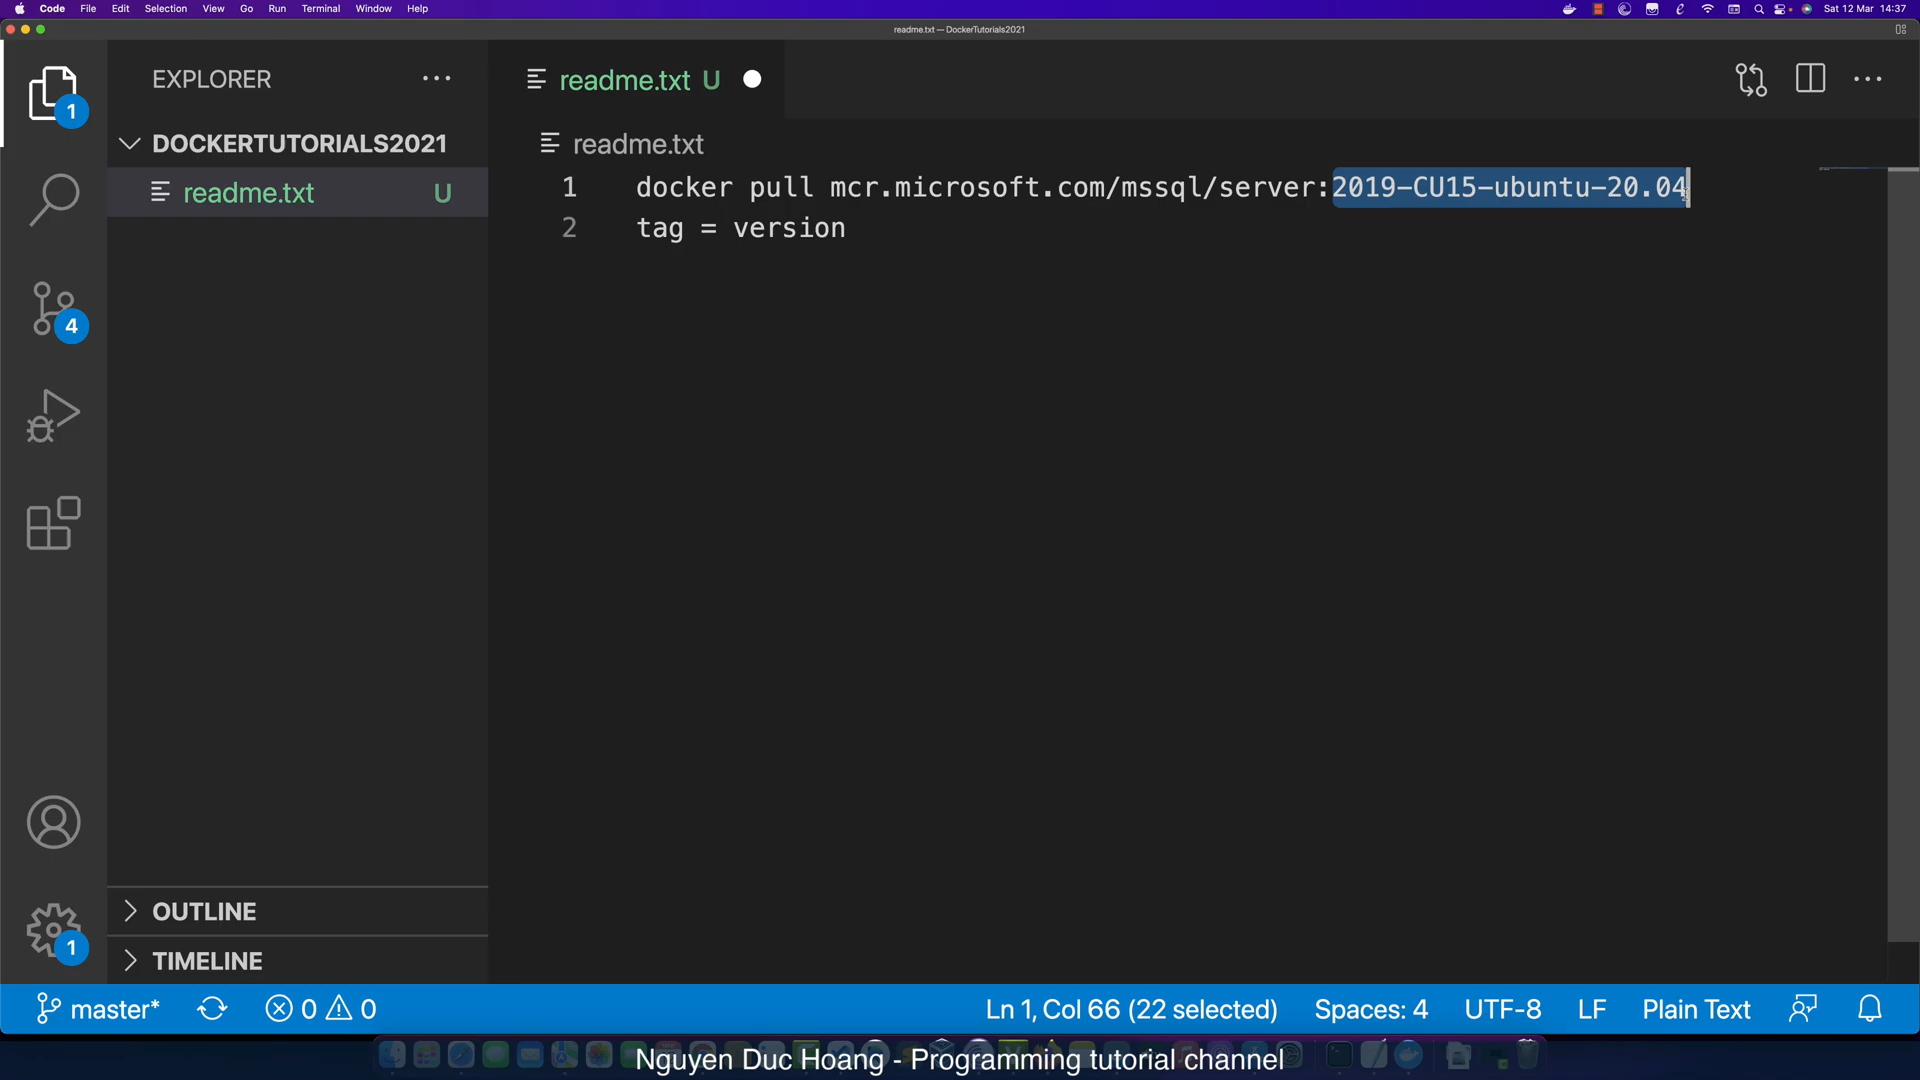 Code File Edit Selection View Go Run Terminal Window Help
Sat 12 Mar 14:37
readme.txt — DockerTutorials2021
1
EXPLORER
readme.txt U
DOCKERTUTORIALS2021
readme.txt
readme.txt U
1 docker pull mcr.microsoft.com/mssql/server:2019-CU15-ubuntu-20.04
2 tag = version
4
OUTLINE
1
TIMELINE
master* 0 0 Ln 1, Col 66 (22 selected) Spaces: 4 UTF-8 LF Plain Text
Nguyen Duc Hoang - Programming tutorial channel